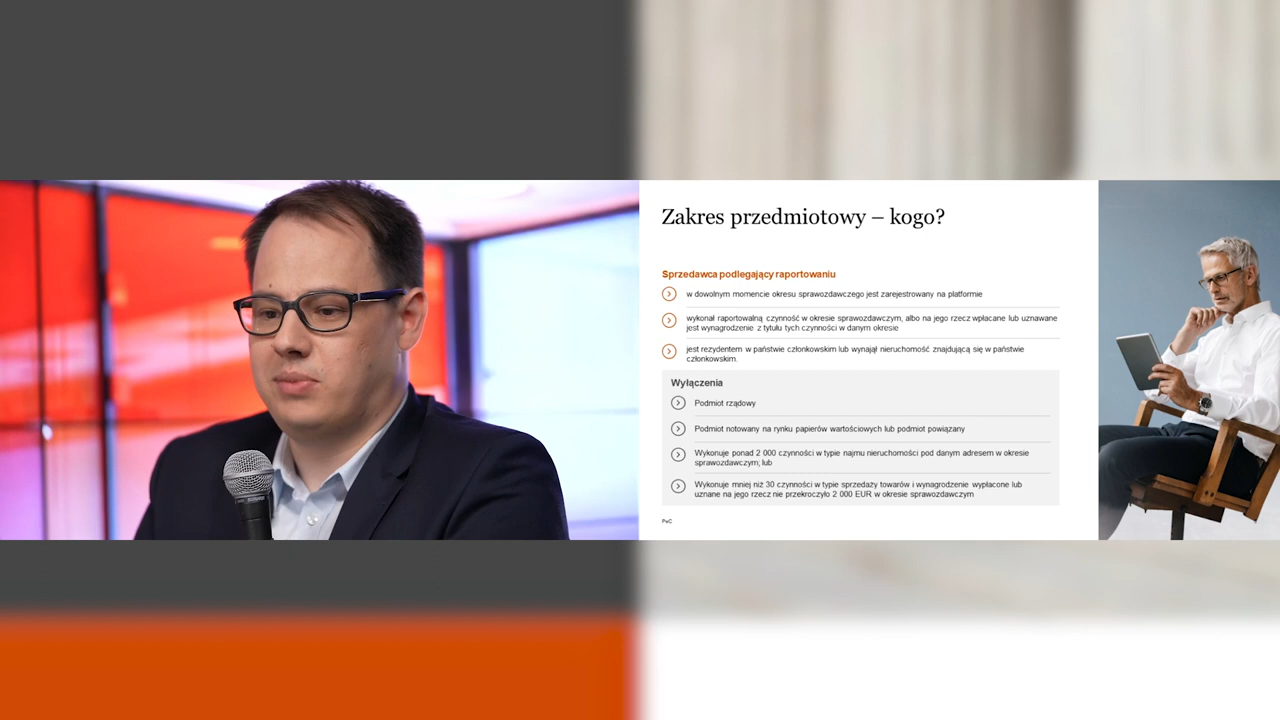 Zakres przedmiotowy – kogo?
Sprzedawca podlegający raportowaniu
w dowolnym momencie okresu sprawozdawczego jest zarejestrowany na platformie
wykonał raportowalną czynność w okresie sprawozdawczym, albo na jego rzecz wpłacane lub uznawane
jest wynagrodzenie z tytułu tych czynności w danym okresie
jest rezydentem w państwie członkowskim lub wynajął nieruchomość znajdującą się w państwie
członkowskim.
Wyłączenia
Podmiot rządowy
Podmiot notowany na rynku papierów wartościowych lub podmiot powiązany
Wykonuje ponad 2 000 czynności w typie najmu nieruchomości pod danym adresem w okresie
sprawozdawczym; lub
Wykonuje mniej niż 30 czynności w typie sprzedaży towarów i wynagrodzenie wypłacone lub
uznane na jego rzecz nie przekroczyło 2 000 EUR w okresie sprawozdawczym
PwC